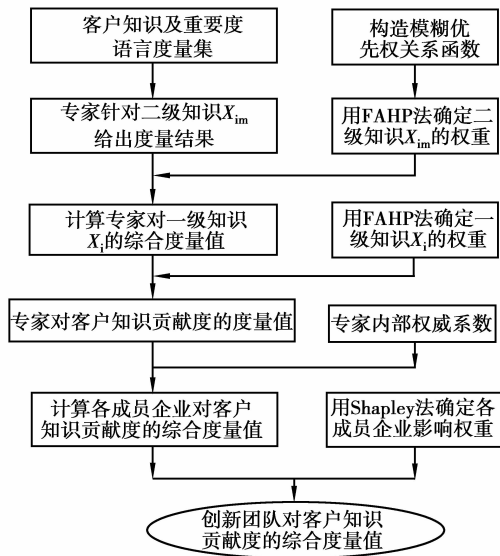 客户知识及重要度
语言度量集
构造模糊优
先权关系函数
专家针对二级知识Xim
给出度量结果
用FAHP法确定二
级知识Xim的权重
计算专家对一级知识
Xi的综合度量值
用FAHP法确定一
级知识Xi的权重
专家对客户知识贡献度的度量值
专家内部权威系数
计算各成员企业对客户
知识贡献度的综合度量值
用Shapley法确定各
成员企业影响权重
创新团队对客户知识
贡献度的综合度量值